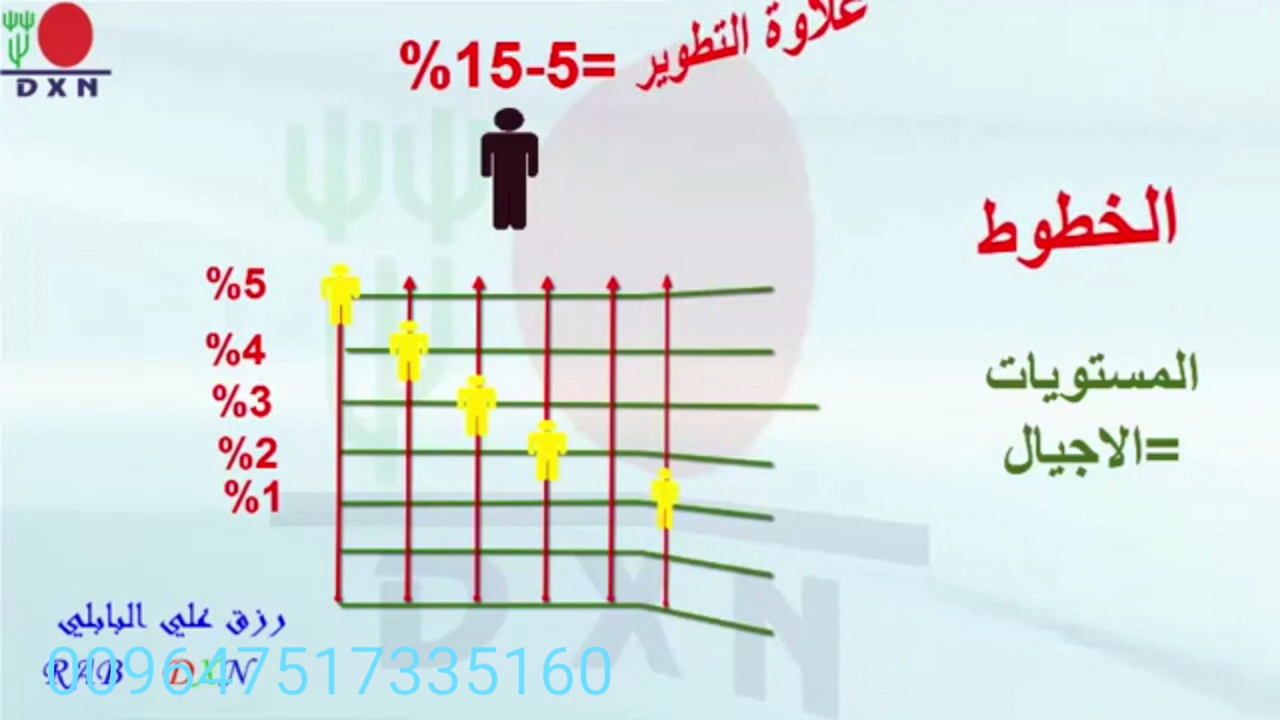 DXN
علاوة التطوير =5-15%
الخطوط
%5
%4
%3
%2
%1
المستويات
=الاجيال
DXN
رزق علي البابلي
RAB DXN
009647517335160